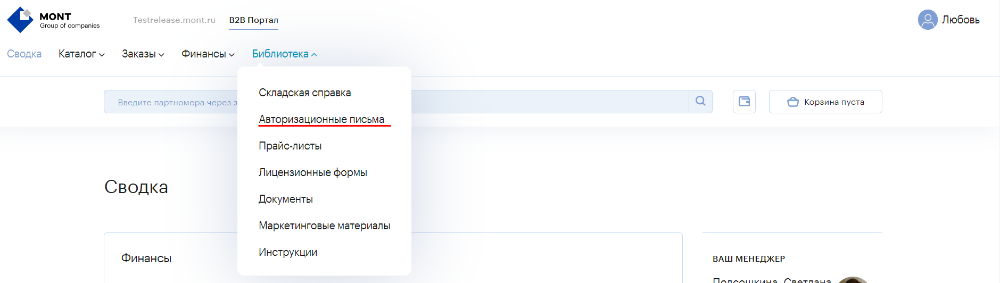 MONT
Group of companies
Testrelease.mont.ru
B2B Портал
Любовь
Сводка
Каталог
Заказы
Финансы
Библиотека
Складская справка
Введите партномера через з
Корзина пуста
Авторизационные письма
Прайс-листы
Лицензионные формы
Сводка
Документы
Маркетинговые материалы
Инструкции
Финансы
ВАШ МЕНЕДЖЕР
Подсошкина Светлана